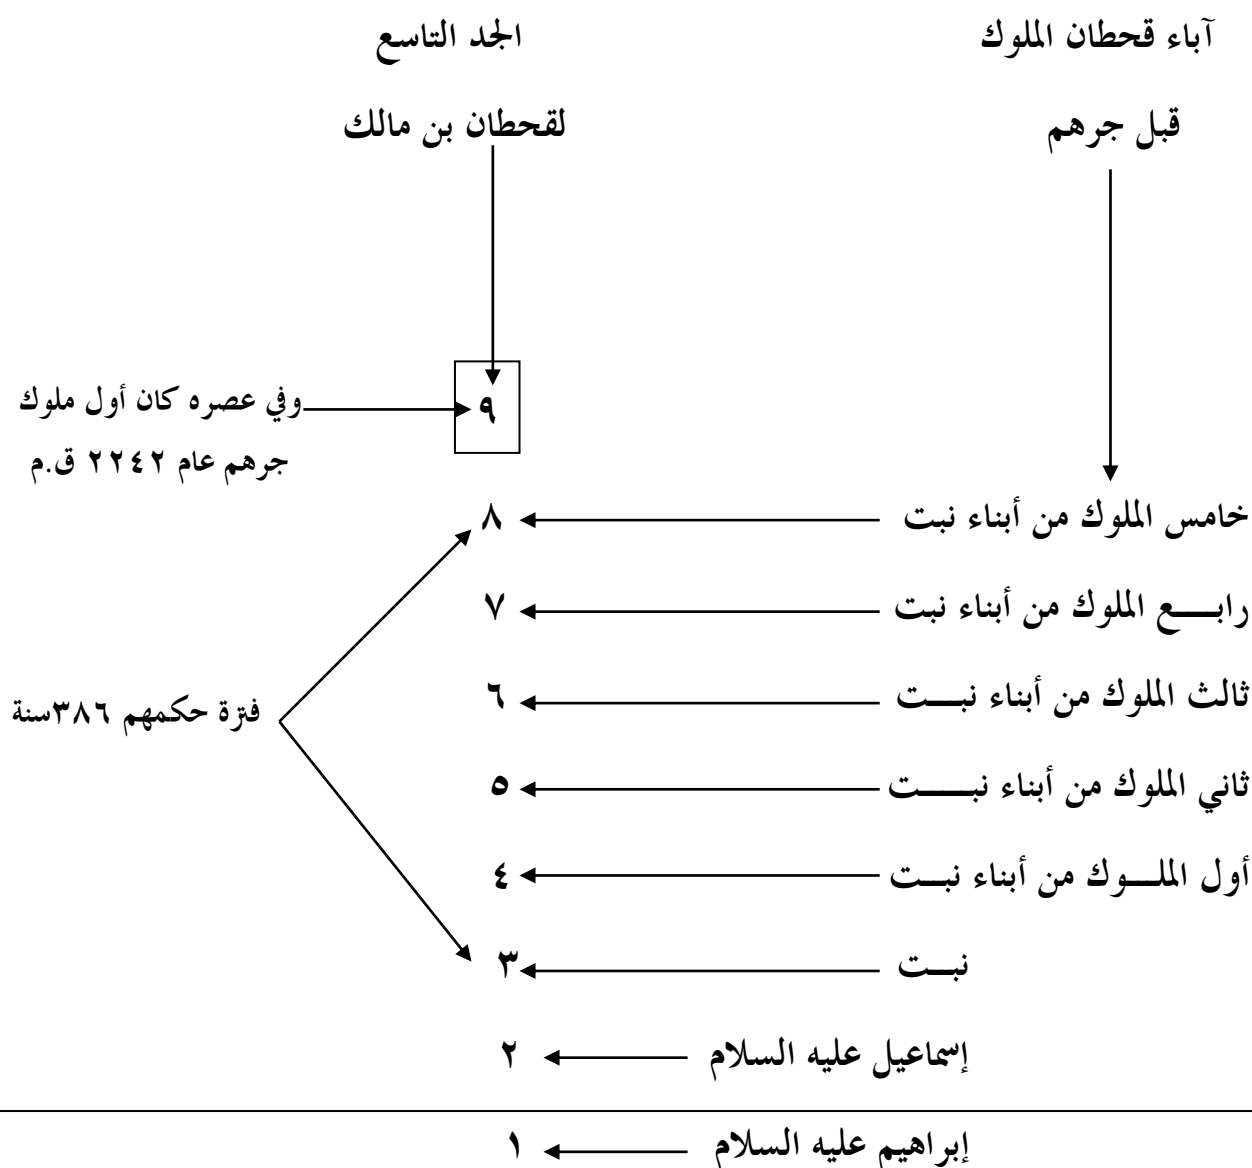 آباء قحطان الملوك
قبل جرهم
الجد التاسع
لقحطان بن مالك
٩
وفي عصره كان أول ملوك
جرهم عام ٢٢٤٢ ق.م
خامس الملوك من أبناء نبت ٨
رابـــع الملوك من أبناء نبت ٧
ثالث الملوك من أبناء نبـــت ٦
فترة حكمهم ٣٨٦سنة
ثاني الملوك من أبناء نبـــت ٥
أول الملــوك من أبناء نبــت ٤
نبــت ٣
إسماعيل عليه السلام ٢
إبراهيم عليه السلام ١